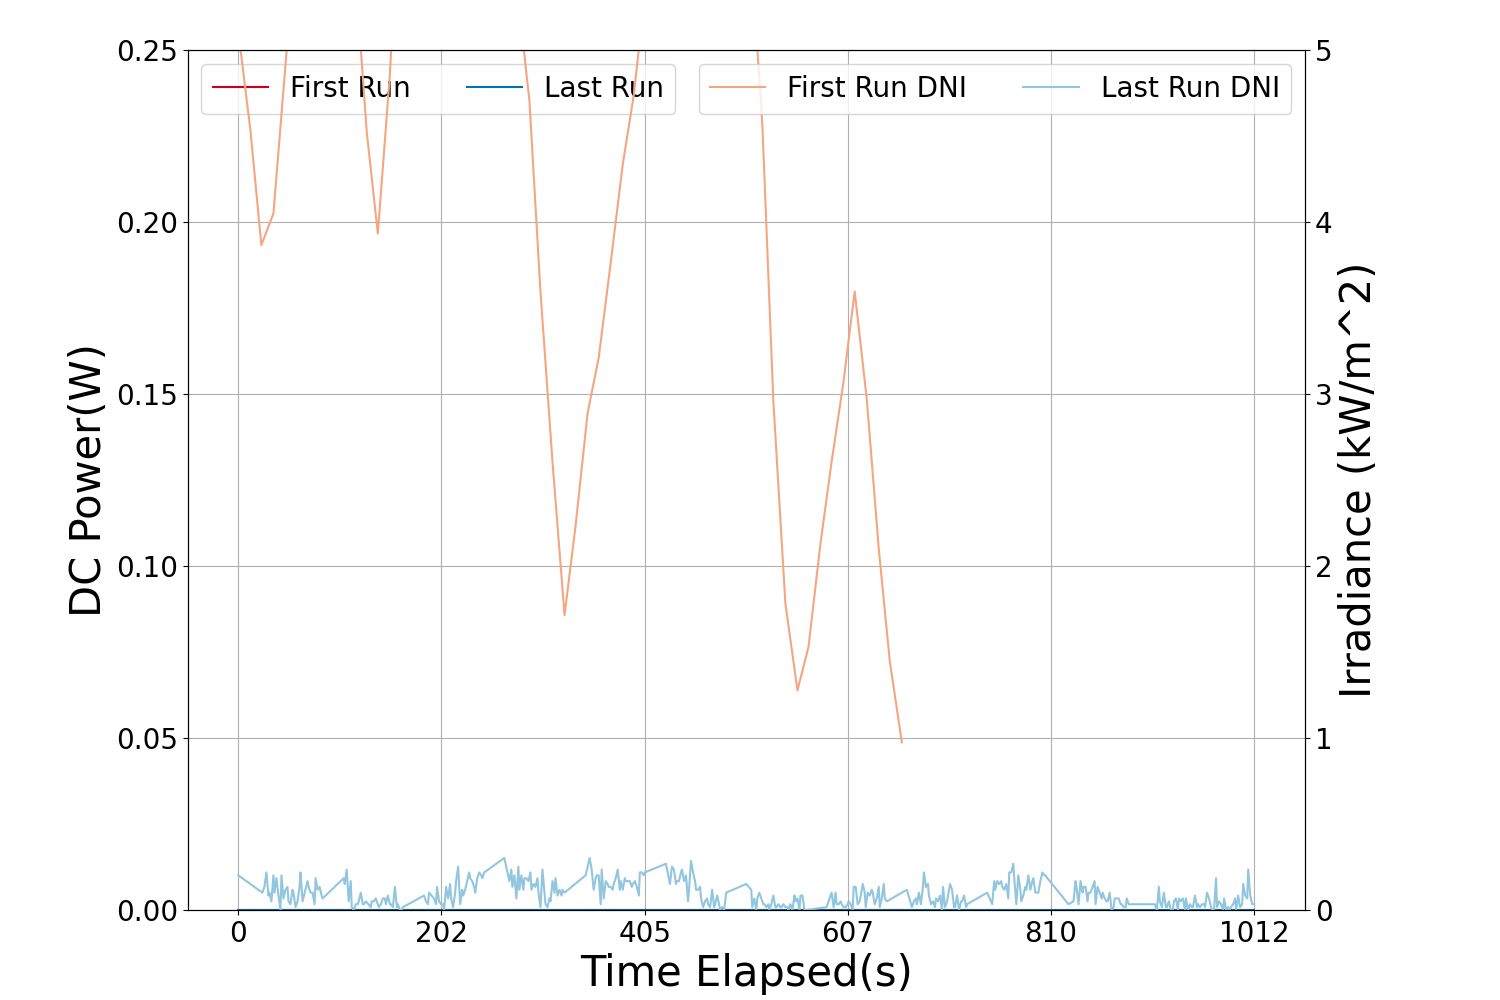 0.25
0.20
0.15
0.10
0.05
0.00
DC Power(W)
First Run
Last Run
First Run DNI
Last Run DNI
5
4
3
2
1
0
Irradiance (kW/m^2)
0
202
405
607
810
1012
Time Elapsed(s)